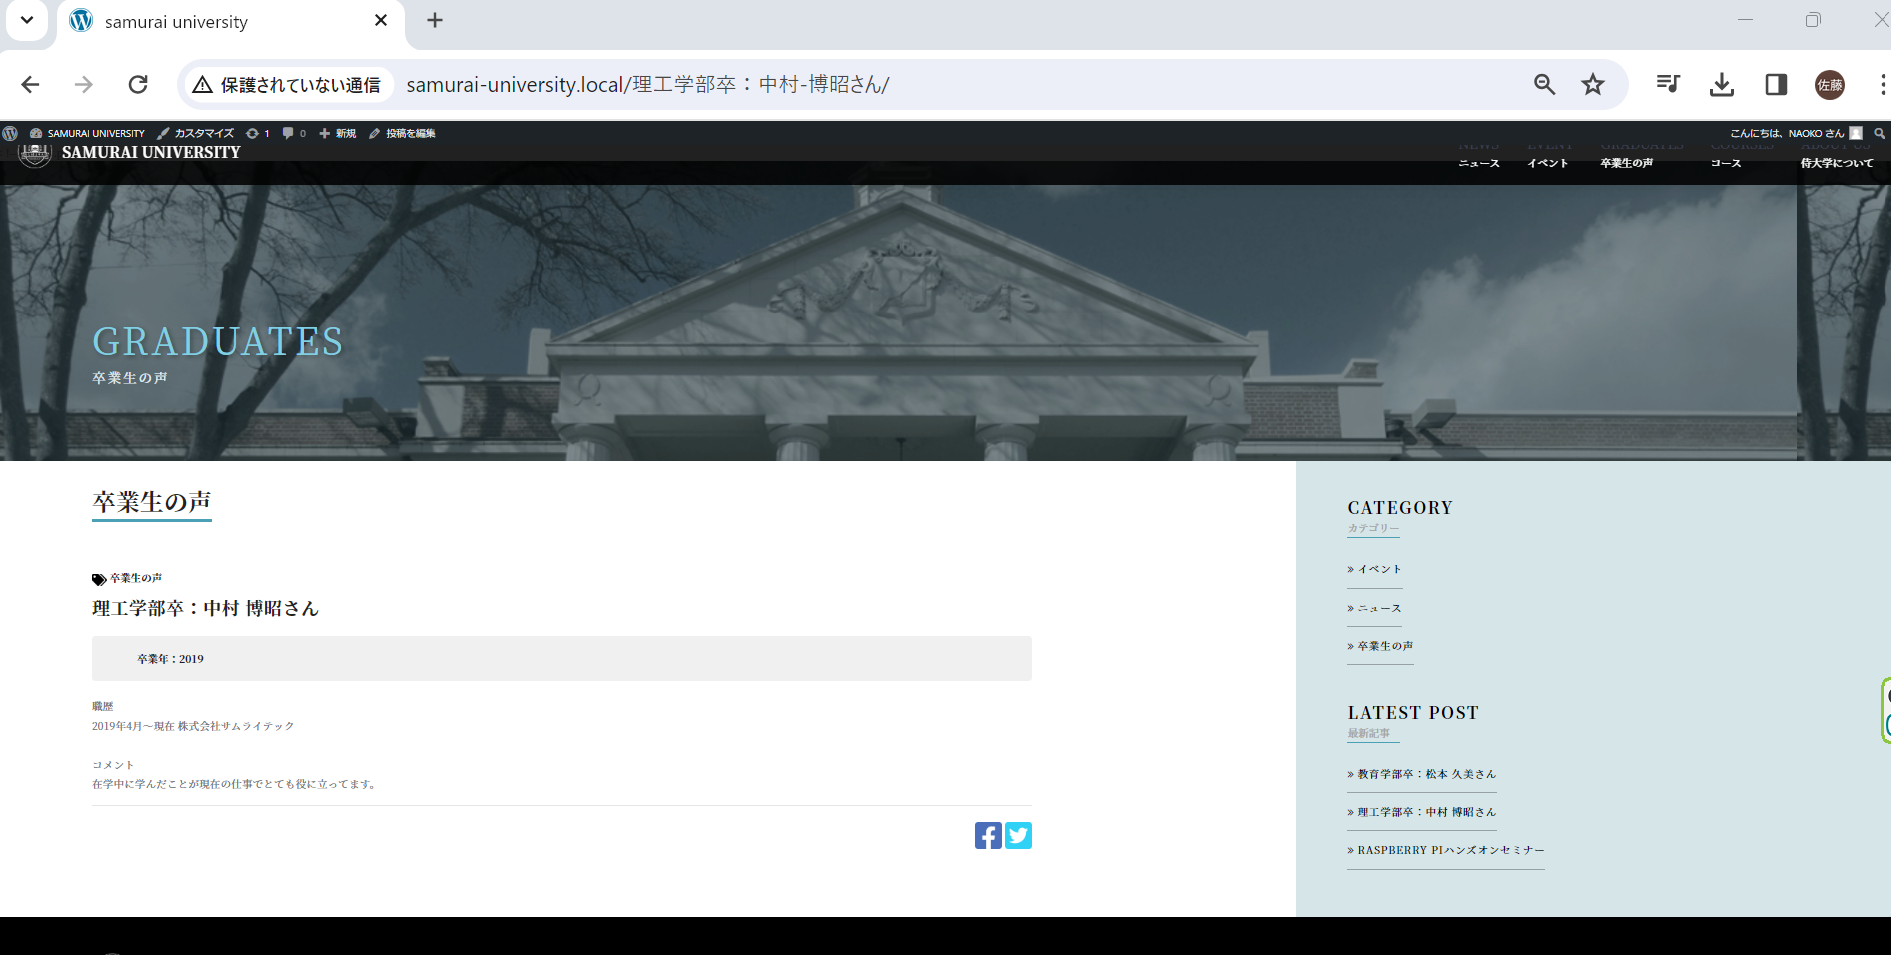 samurai university
保護されていない通信
samurai-university.local/理工学部卒：中村-博昭さん/
佐藤
SAMURAI UNIVERSITY カスタマイズ 1 0 新規 投稿を編集 こんにちは、NAOKO さん
SAMURAI UNIVERSITY
NEWS EVENT GRADUATES COURSES ABOUT US
ニュース イベント 卒業生の声 コース 侍大学について
GRADUATES
卒業生の声
卒業生の声
卒業生の声
理工学部卒：中村 博昭さん
卒業年：2019
職歴
2019年4月〜現在 株式会社サムライテック
コメント
在学中に学んだことが現在の仕事でとても役に立ってます。
CATEGORY
カテゴリー
» イベント
» ニュース
» 卒業生の声
LATEST POST
最新記事
» 教育学部卒：松本 久美さん
» 理工学部卒：中村 博昭さん
» RASPBERRY PIハンズオンセミナー